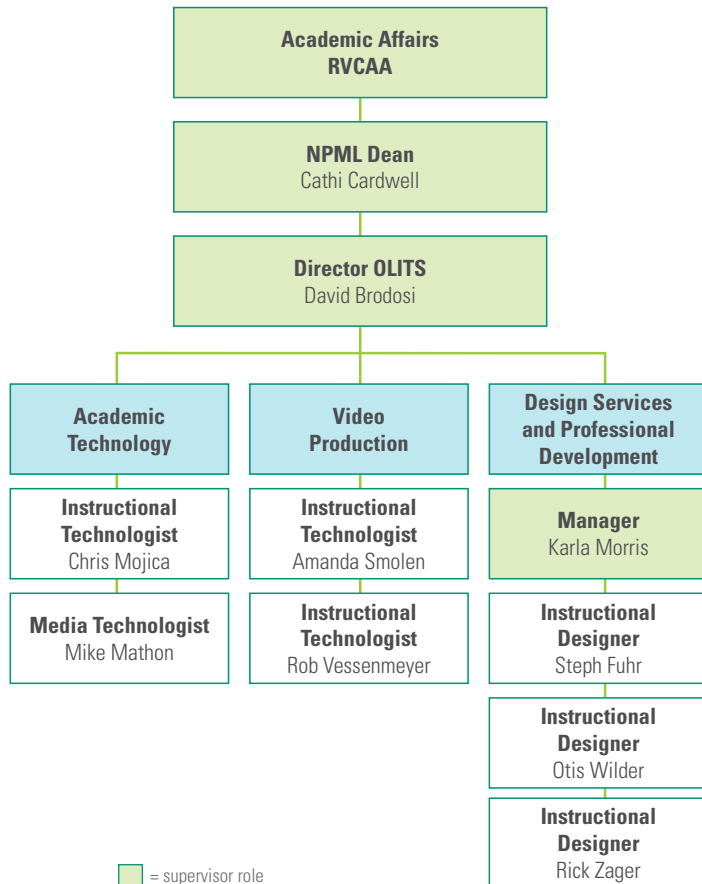 Academic Affairs
RVCAA
NPML Dean
Cathi Cardwell
Director OLITS
David Brodosi
Academic
Technology
Instructional
Technologist
Chris Mojica
Media Technologist
Mike Mathon
Video
Production
Instructional
Technologist
Amanda Smolen
Instructional
Technologist
Rob Vessenmeyer
Design Services
and Professional
Development
Manager
Karla Morris
Instructional
Designer
Steph Fuhr
Instructional
Designer
Otis Wilder
Instructional
Designer
Rick Zager
= supervisor role